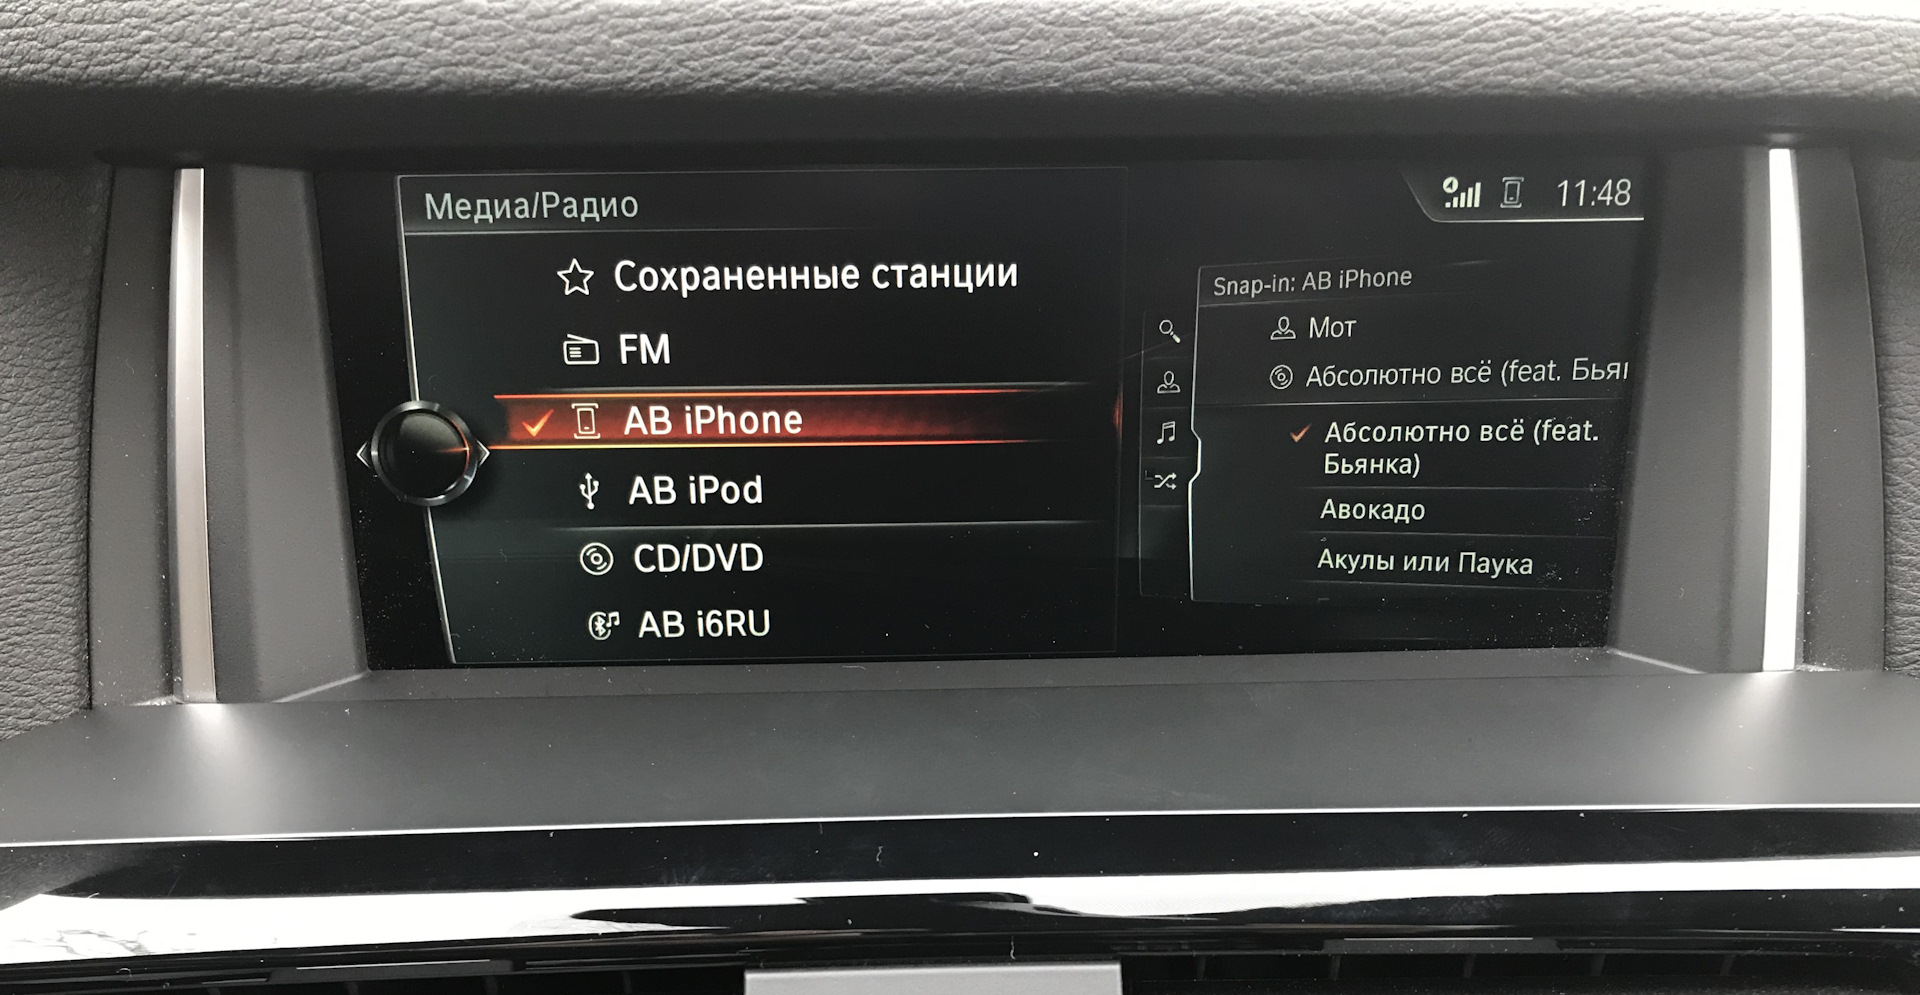 Медиа/Радио
11:48
Сохраненные станции
FM
AB iPhone
AB iPod
CD/DVD
AB i6RU
Snap-in: AB iPhone
Мот
Абсолютно всё (feat. Бьян
Абсолютно всё (feat.
Бьянка)
Авокадо
Акулы или Паука